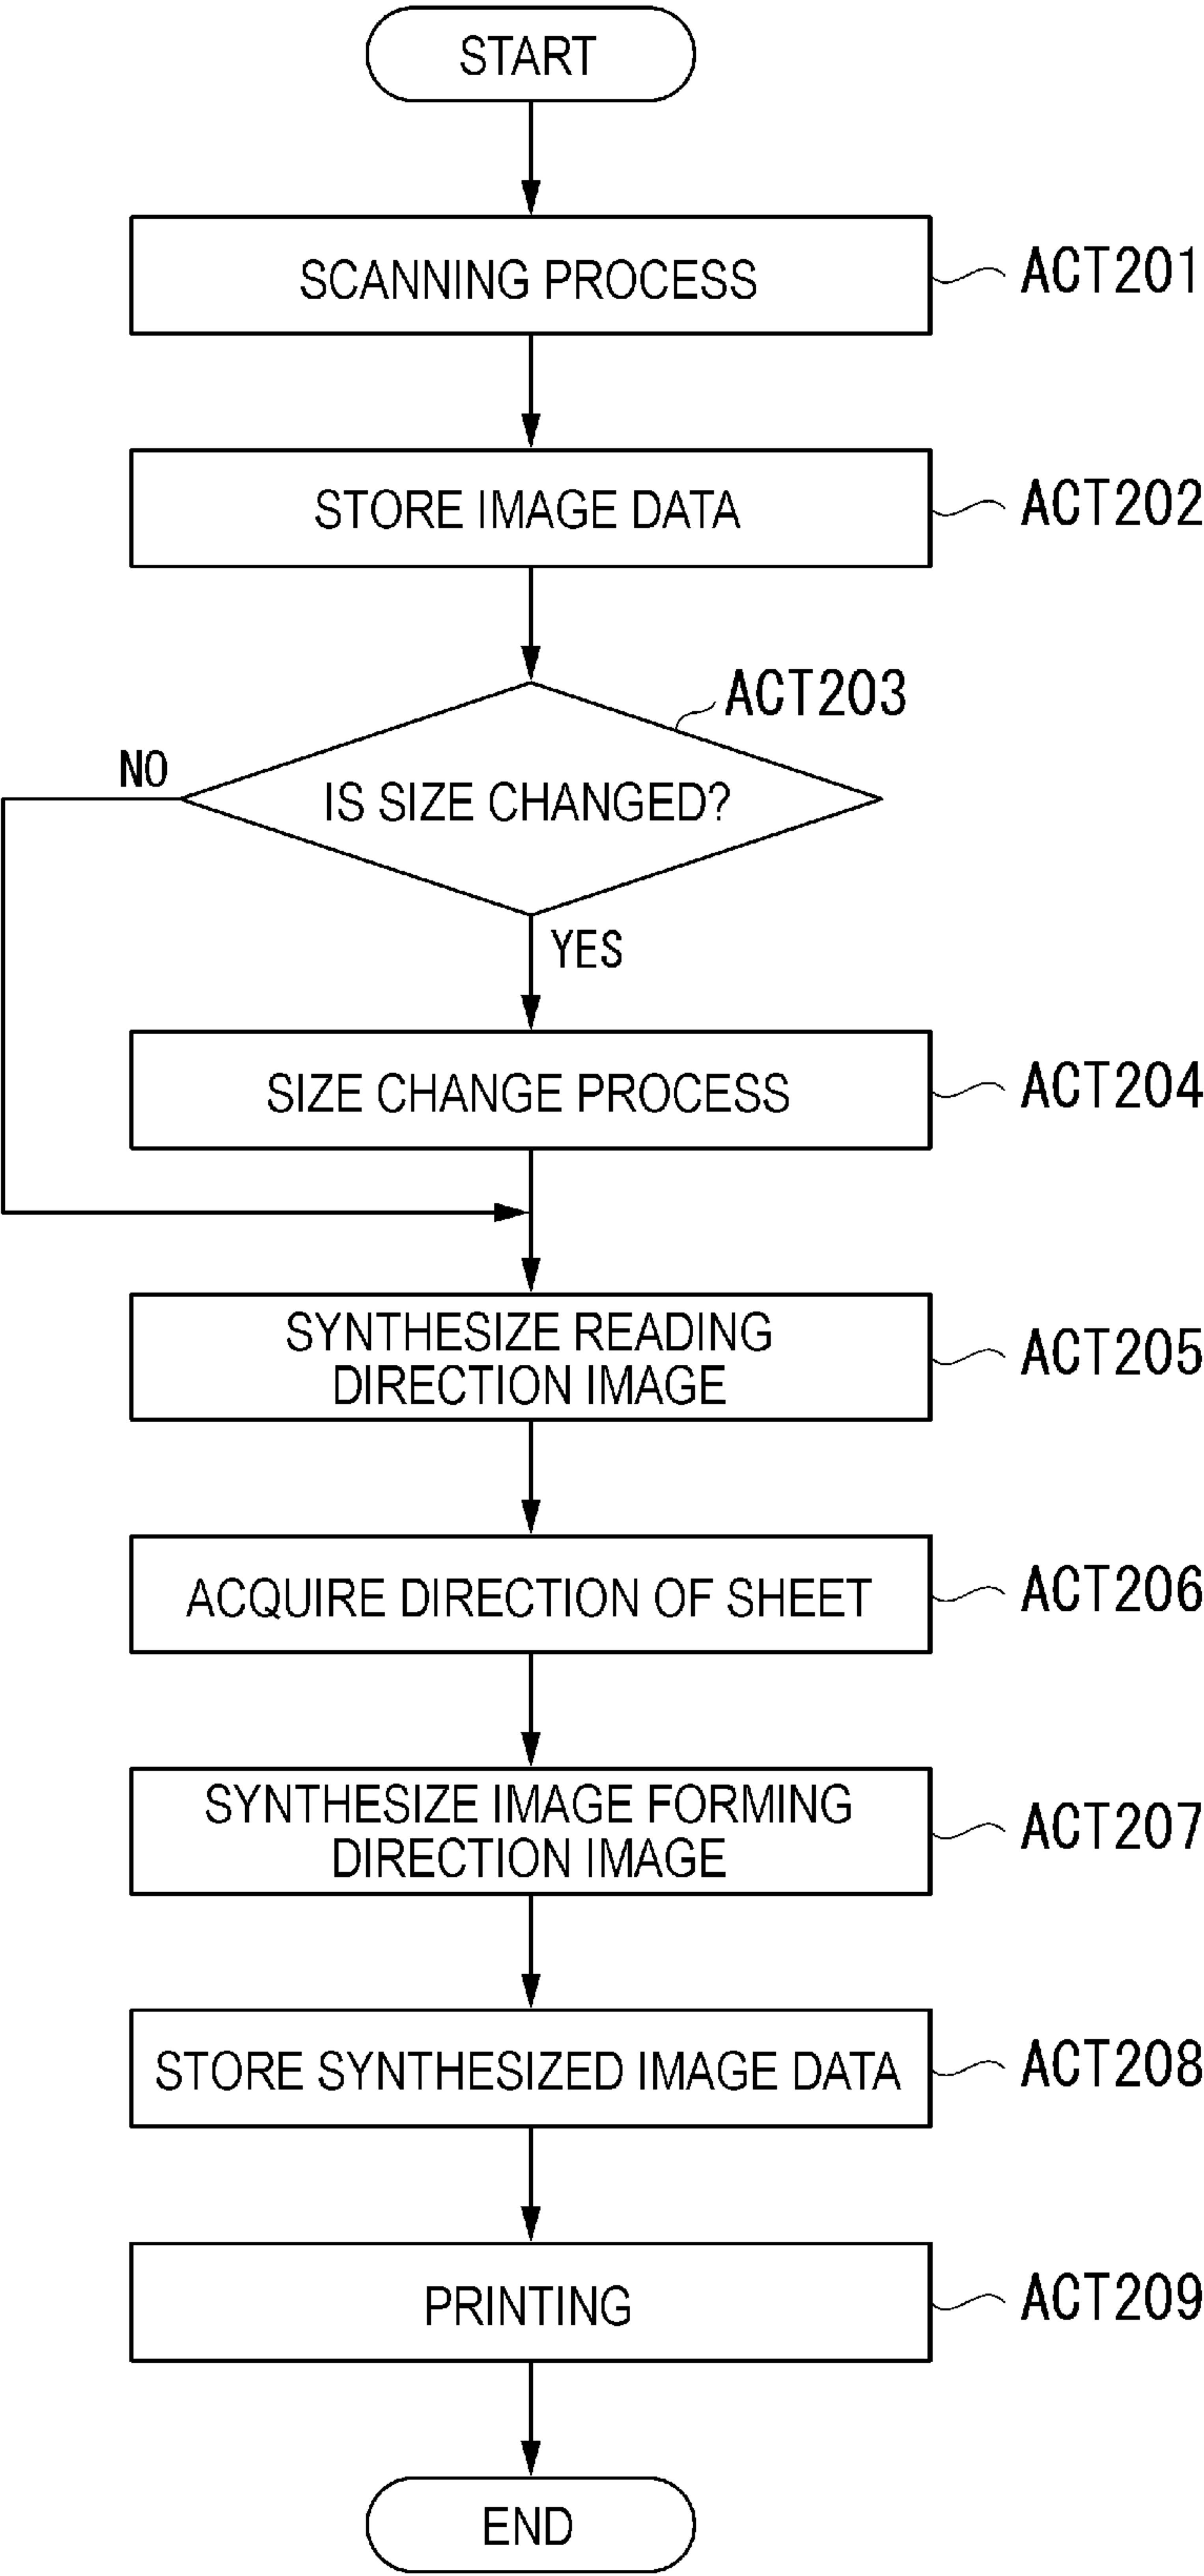 START
SCANNING PROCESS
ACT201
STORE IMAGE DATA
ACT202
ACT203
NO
IS SIZE CHANGED?
YES
SIZE CHANGE PROCESS
ACT204
SYNTHESIZE READING
DIRECTION IMAGE
ACT205
ACQUIRE DIRECTION OF SHEET
ACT206
SYNTHESIZE IMAGE FORMING
DIRECTION IMAGE
ACT207
STORE SYNTHESIZED IMAGE DATA
ACT208
PRINTING
ACT209
END